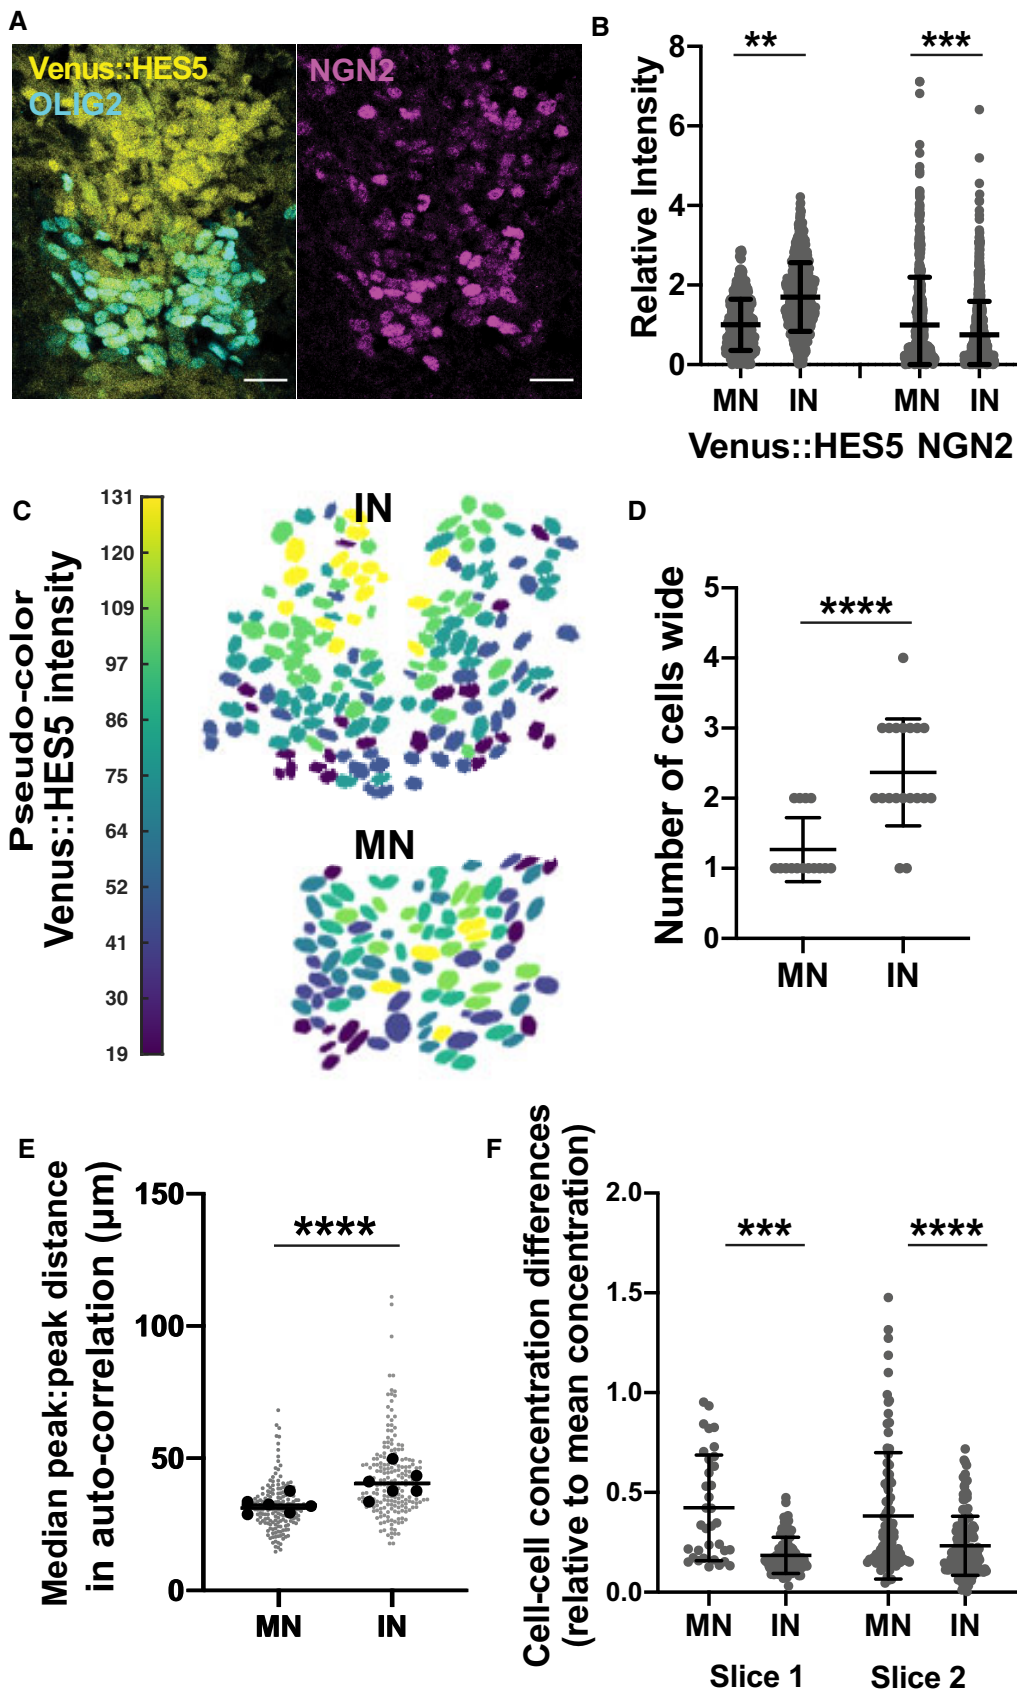 A
Venus::HES5
OLIG2
NGN2
B
Relative Intensity
8
6
4
2
0
**
***
MN
IN
MN
IN
Venus::HES5
NGN2
C
Pseudo-color
Venus::HES5 intensity
131
120
109
97
86
75
64
52
41
30
19
IN
MN
D
Number of cells wide
5
4
3
2
1
0
****
MN
IN
E
Median peak:peak distance
in auto-correlation (µm)
150
100
50
0
****
MN
IN
F
Cell-cell concentration differences
(relative to mean concentration)
2.0
1.5
1.0
0.5
0.0
***
****
MN
IN
MN
IN
Slice 1
Slice 2